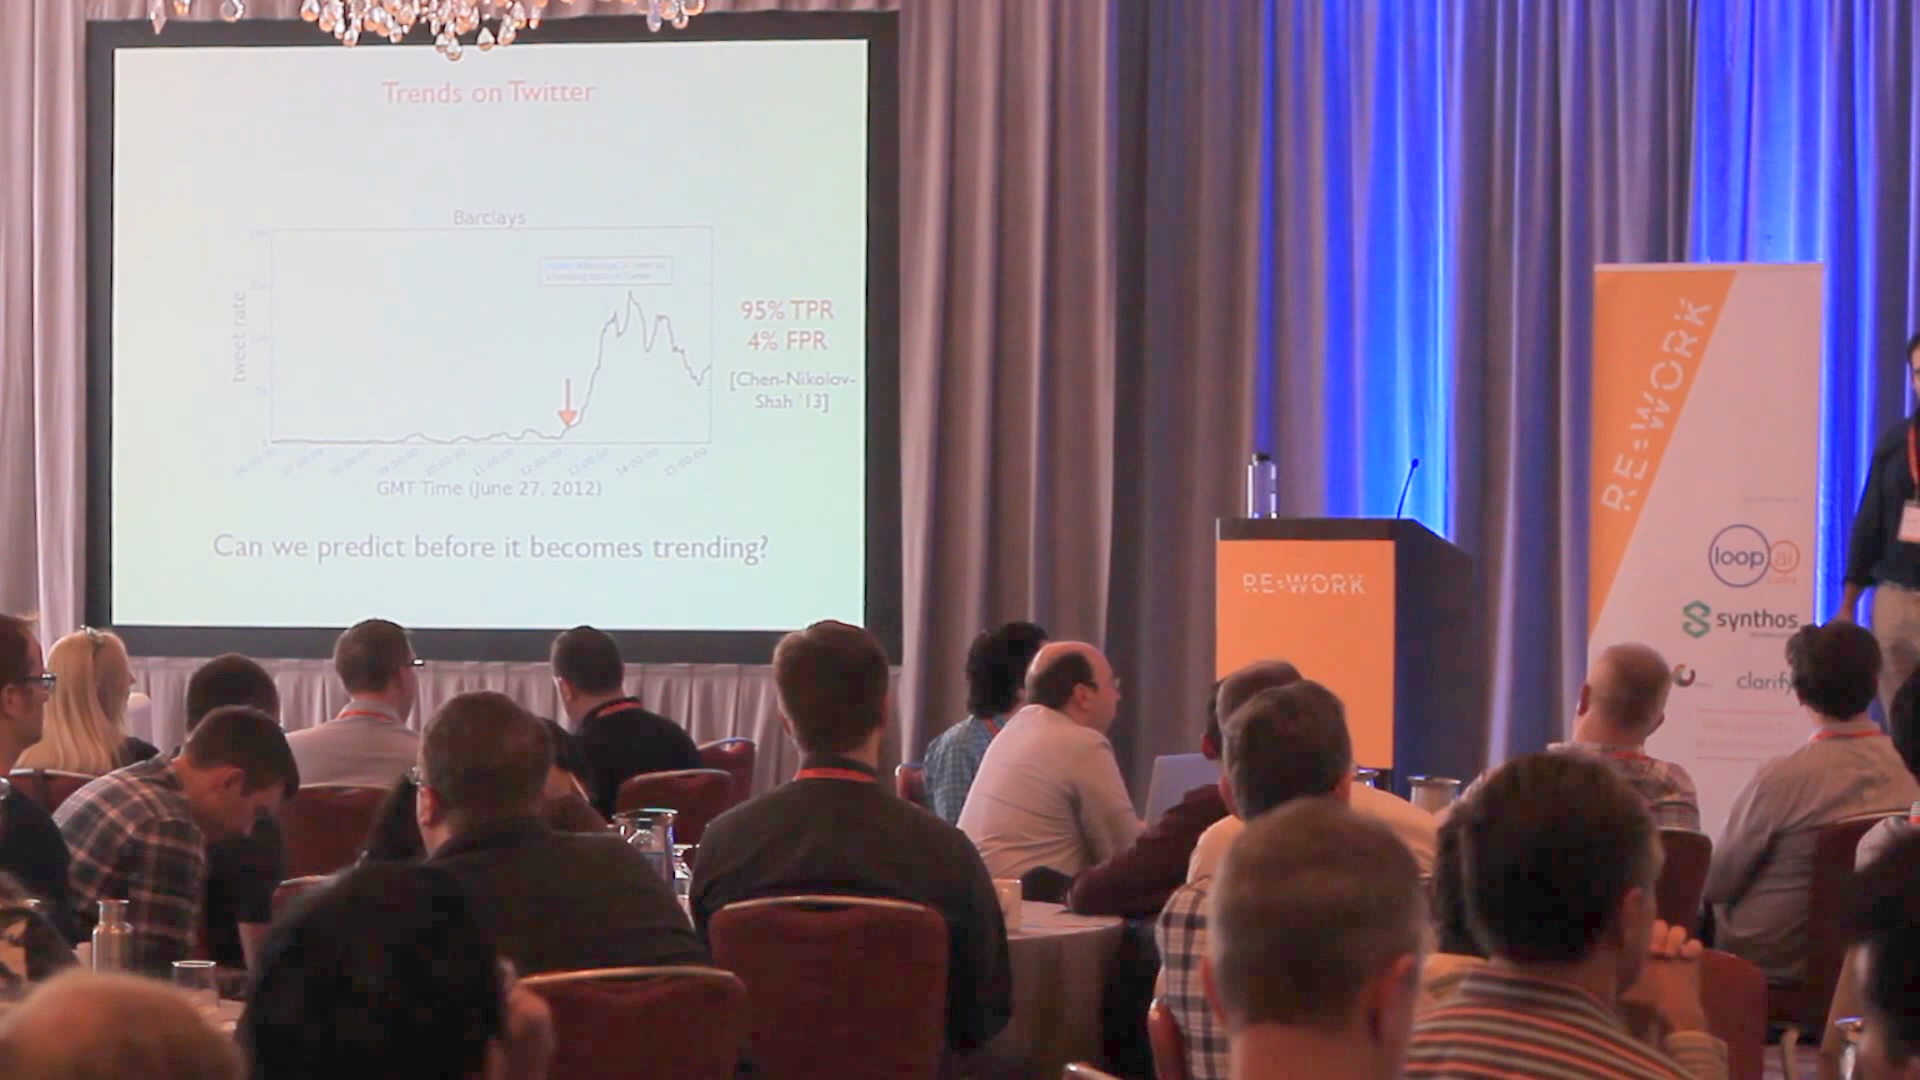 Trends on Twitter
Barclays
tweet rate
95% TPR
4% FPR
[Chen-Nikolov-
Shah '13]
GMT Time (June 27, 2012)
Can we predict before it becomes trending?
RE•WORK
RE•WORK
loop ai
Labs
synthos
clarify